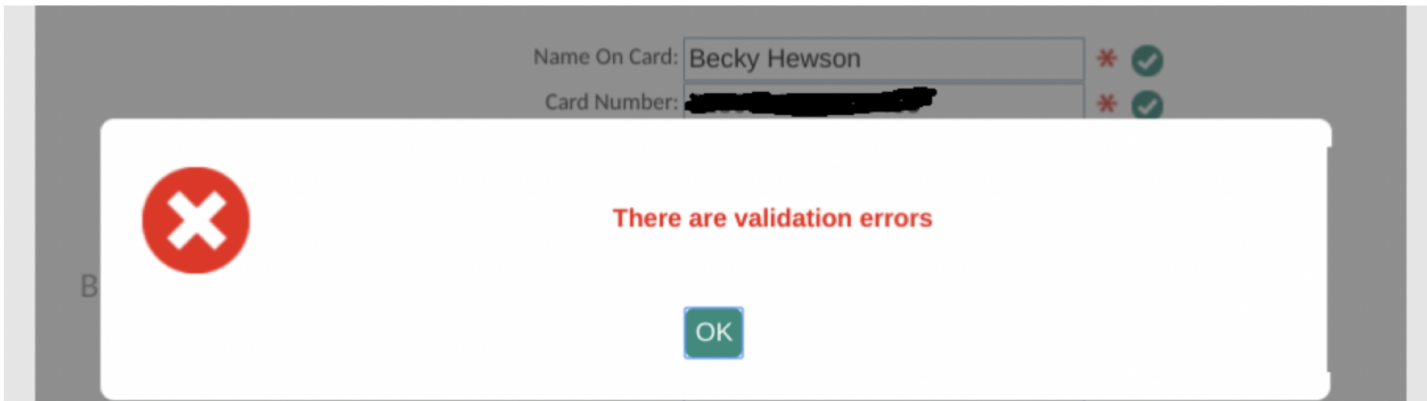 Name On Card: Becky Hewson *
Card Number: *
There are validation errors
B
OK